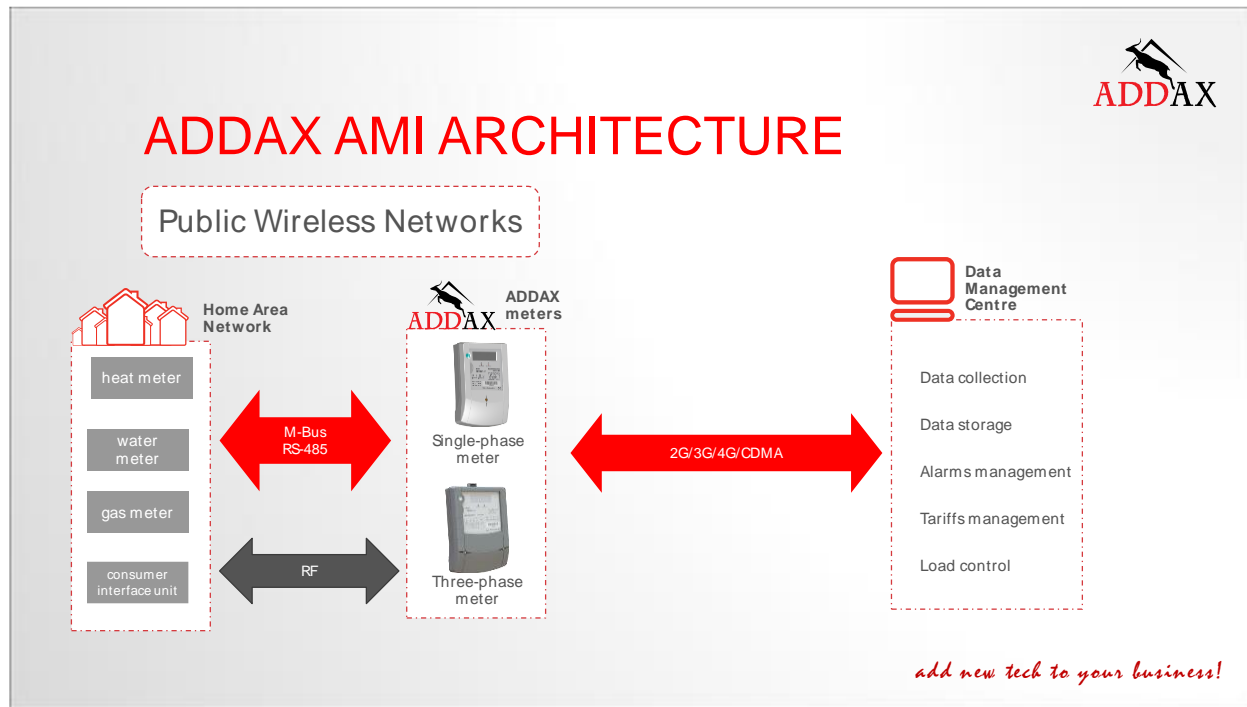 ADDAX
ADDAX AMI ARCHITECTURE
Public Wireless Networks
Home Area
Network
heat meter
water
meter
gas meter
consumer
interface unit
M-Bus
RS-485
RF
ADDAX
ADDAX
meters
Single-phase
meter
Three-phase
meter
2G/3G/4G/CDMA
Data
Management
Centre
Data collection
Data storage
Alarms management
Tariffs management
Load control
add new tech to your business!